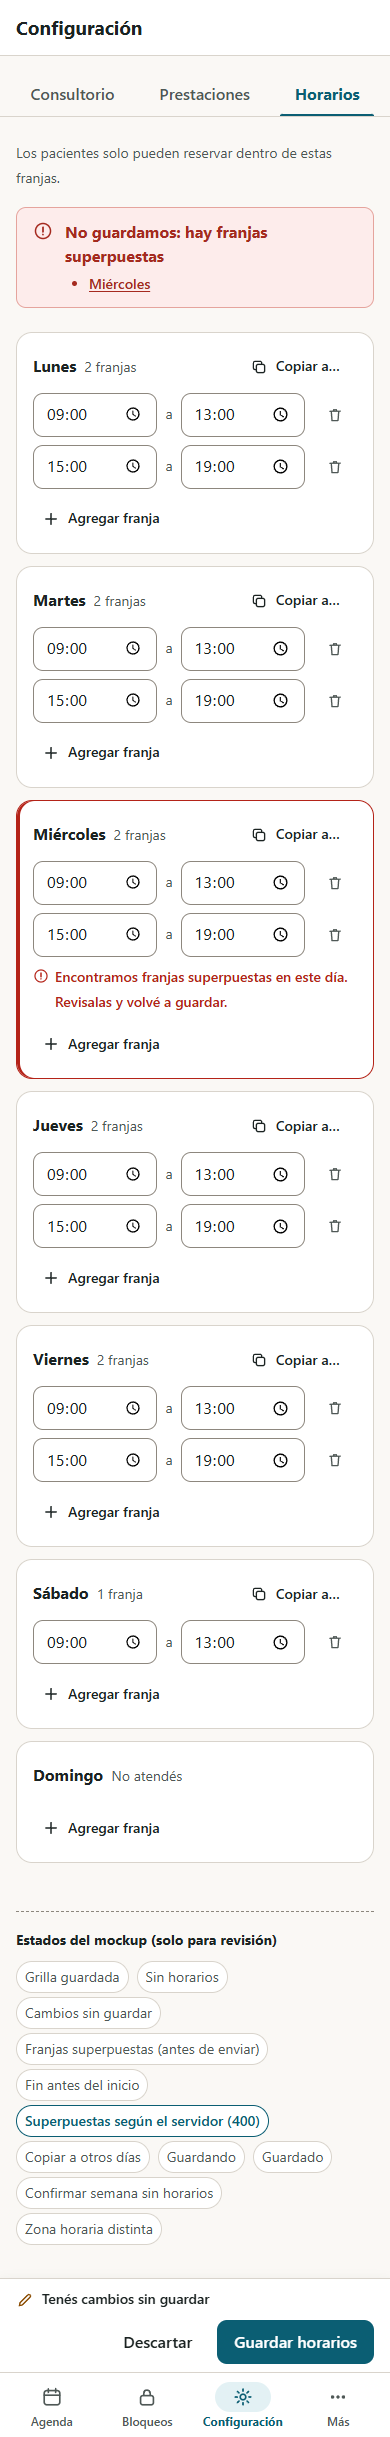 Configuración
Consultorio Prestaciones Horarios
Los pacientes solo pueden reservar dentro de estas
franjas.
No guardamos: hay franjas
superpuestas
• Miércoles
Lunes 2 franjas Copiar a...
09:00 a 13:00
15:00 a 19:00
+ Agregar franja
Martes 2 franjas Copiar a...
09:00 a 13:00
15:00 a 19:00
+ Agregar franja
Miércoles 2 franjas Copiar a...
09:00 a 13:00
15:00 a 19:00
Encontramos franjas superpuestas en este día.
Revisalas y volvé a guardar.
+ Agregar franja
Jueves 2 franjas Copiar a...
09:00 a 13:00
15:00 a 19:00
+ Agregar franja
Viernes 2 franjas Copiar a...
09:00 a 13:00
15:00 a 19:00
+ Agregar franja
Sábado 1 franja Copiar a...
09:00 a 13:00
+ Agregar franja
Domingo No atendés
+ Agregar franja
Estados del mockup (solo para revisión)
Grilla guardada Sin horarios
Cambios sin guardar
Franjas superpuestas (antes de enviar)
Fin antes del inicio
Superpuestas según el servidor (400)
Copiar a otros días Guardando Guardado
Confirmar semana sin horarios
Zona horaria distinta
Tenés cambios sin guardar
Descartar Guardar horarios
Agenda Bloqueos Configuración Más